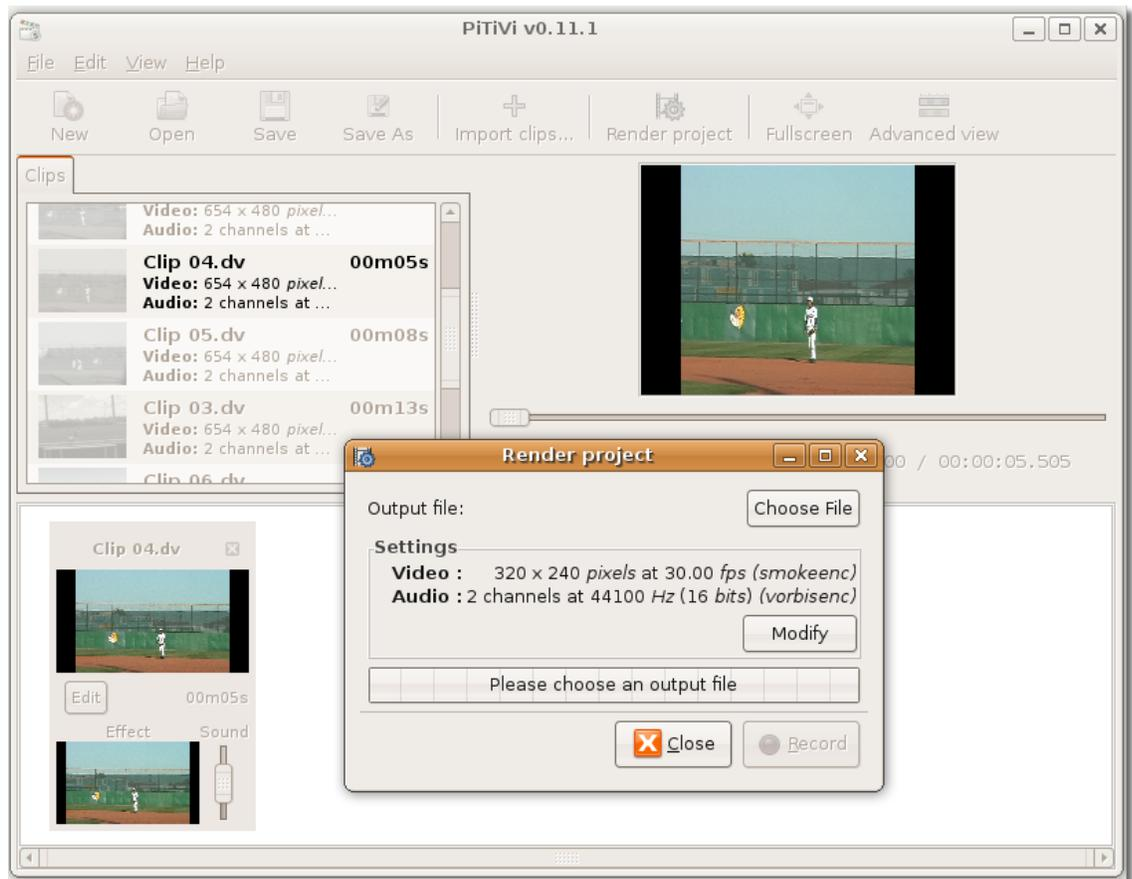 PiTiVi v0.11.1
File Edit View Help
New Open Save Save As Import clips... Render project Fullscreen Advanced view
Clips
Video: 654 x 480 pixel...
Audio: 2 channels at ...
Clip 04.dv 00m05s
Video: 654 x 480 pixel...
Audio: 2 channels at ...
Clip 05.dv 00m08s
Video: 654 x 480 pixel...
Audio: 2 channels at ...
Clip 03.dv 00m13s
Video: 654 x 480 pixel...
Audio: 2 channels at ...
Clip 06.dv
00 / 00:00:05.505
Render project
Output file: Choose File
Settings
Video : 320 x 240 pixels at 30.00 fps (smokeenc)
Audio : 2 channels at 44100 Hz (16 bits) (vorbisenc)
Modify
Please choose an output file
Close Record
Clip 04.dv
Edit 00m05s
Effect Sound